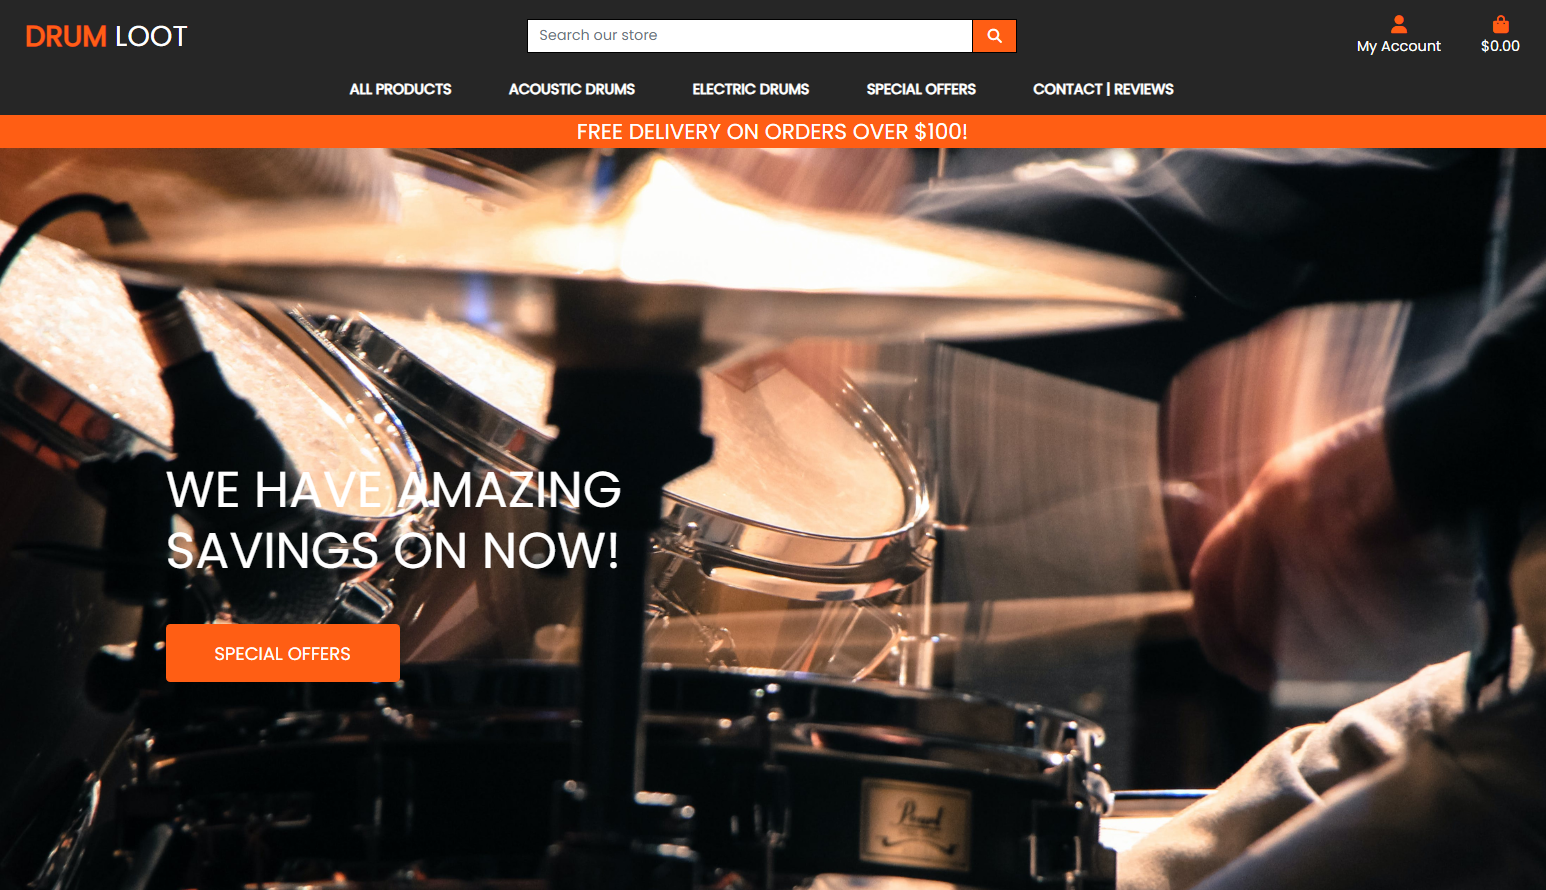 DRUM LOOT
Search our store
My Account
$0.00
ALL PRODUCTS
ACOUSTIC DRUMS
ELECTRIC DRUMS
SPECIAL OFFERS
CONTACT | REVIEWS
FREE DELIVERY ON ORDERS OVER $100!
WE HAVE AMAZING
SAVINGS ON NOW!
SPECIAL OFFERS
Pearl